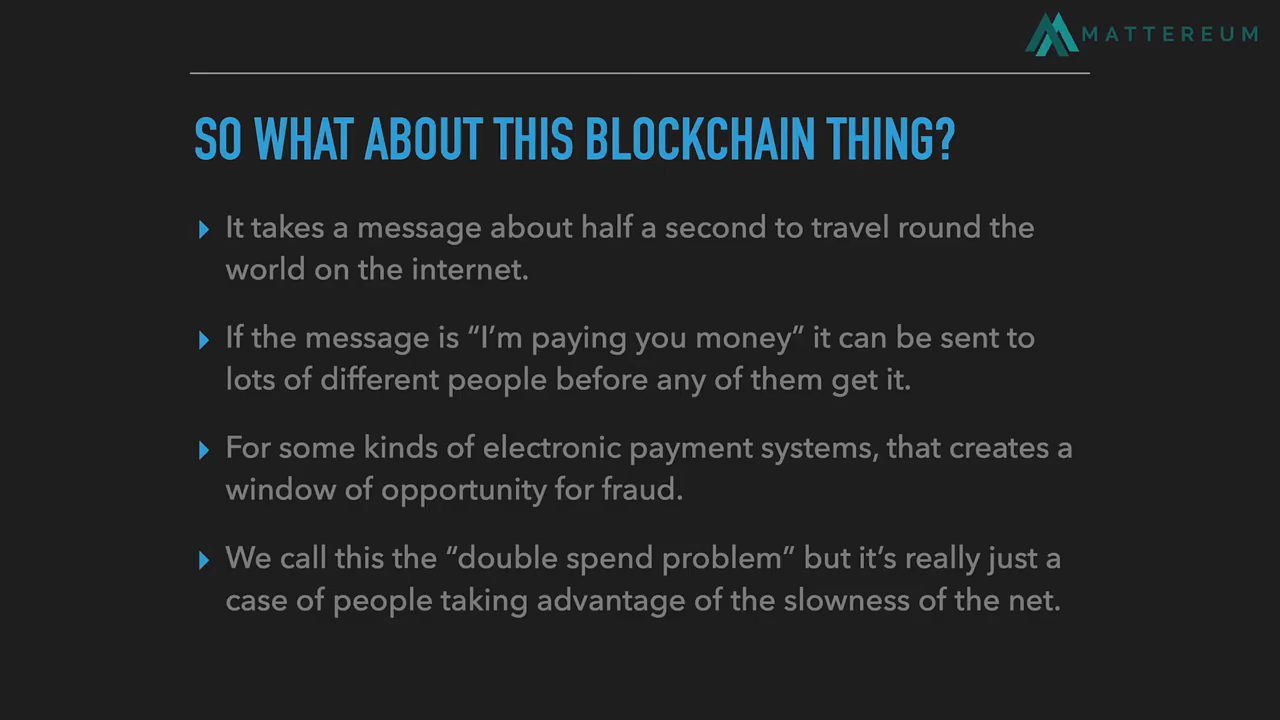 MATTEREUM
SO WHAT ABOUT THIS BLOCKCHAIN THING?
It takes a message about half a second to travel round the
world on the internet.
If the message is “I’m paying you money” it can be sent to
lots of different people before any of them get it.
For some kinds of electronic payment systems, that creates a
window of opportunity for fraud.
We call this the “double spend problem” but it’s really just a
case of people taking advantage of the slowness of the net.